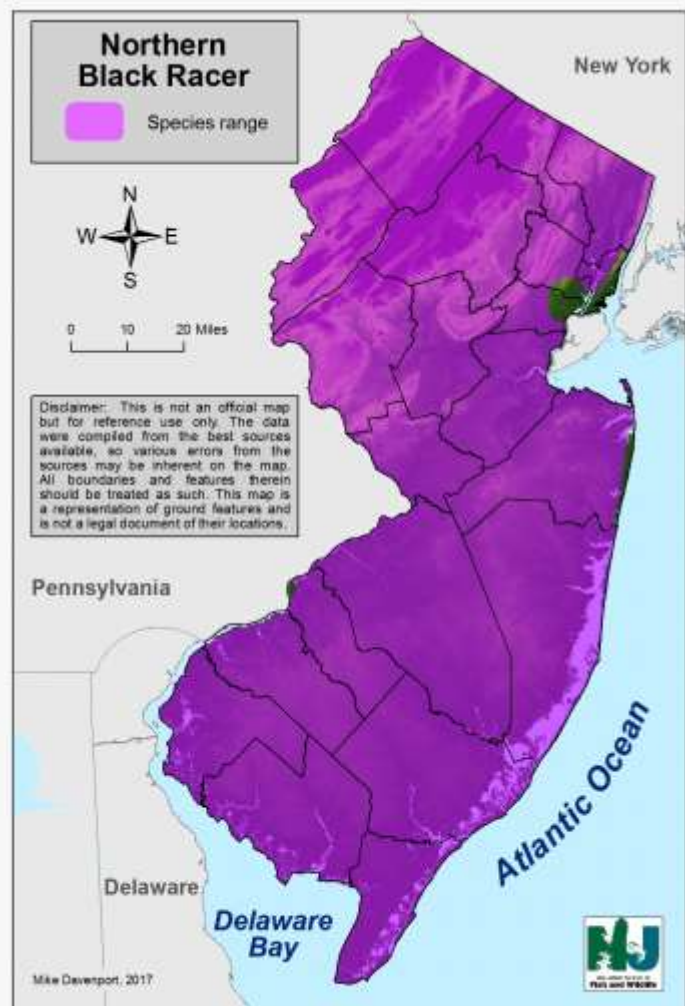 Northern
Black Racer
Species range
New York
N
W E
S
0 10 20 Miles
Disclaimer: This is not an official map
but for reference use only. The data
were compiled from the best sources
available, so various errors from the
sources may be inherent on the map.
All boundaries and features therein
should be treated as such. This map is
a representation of ground features and
is not a legal document of their locations.
Pennsylvania
Atlantic Ocean
Delaware
Delaware
Bay
Mike Davenport, 2017
NJ
Fish and Wildlife